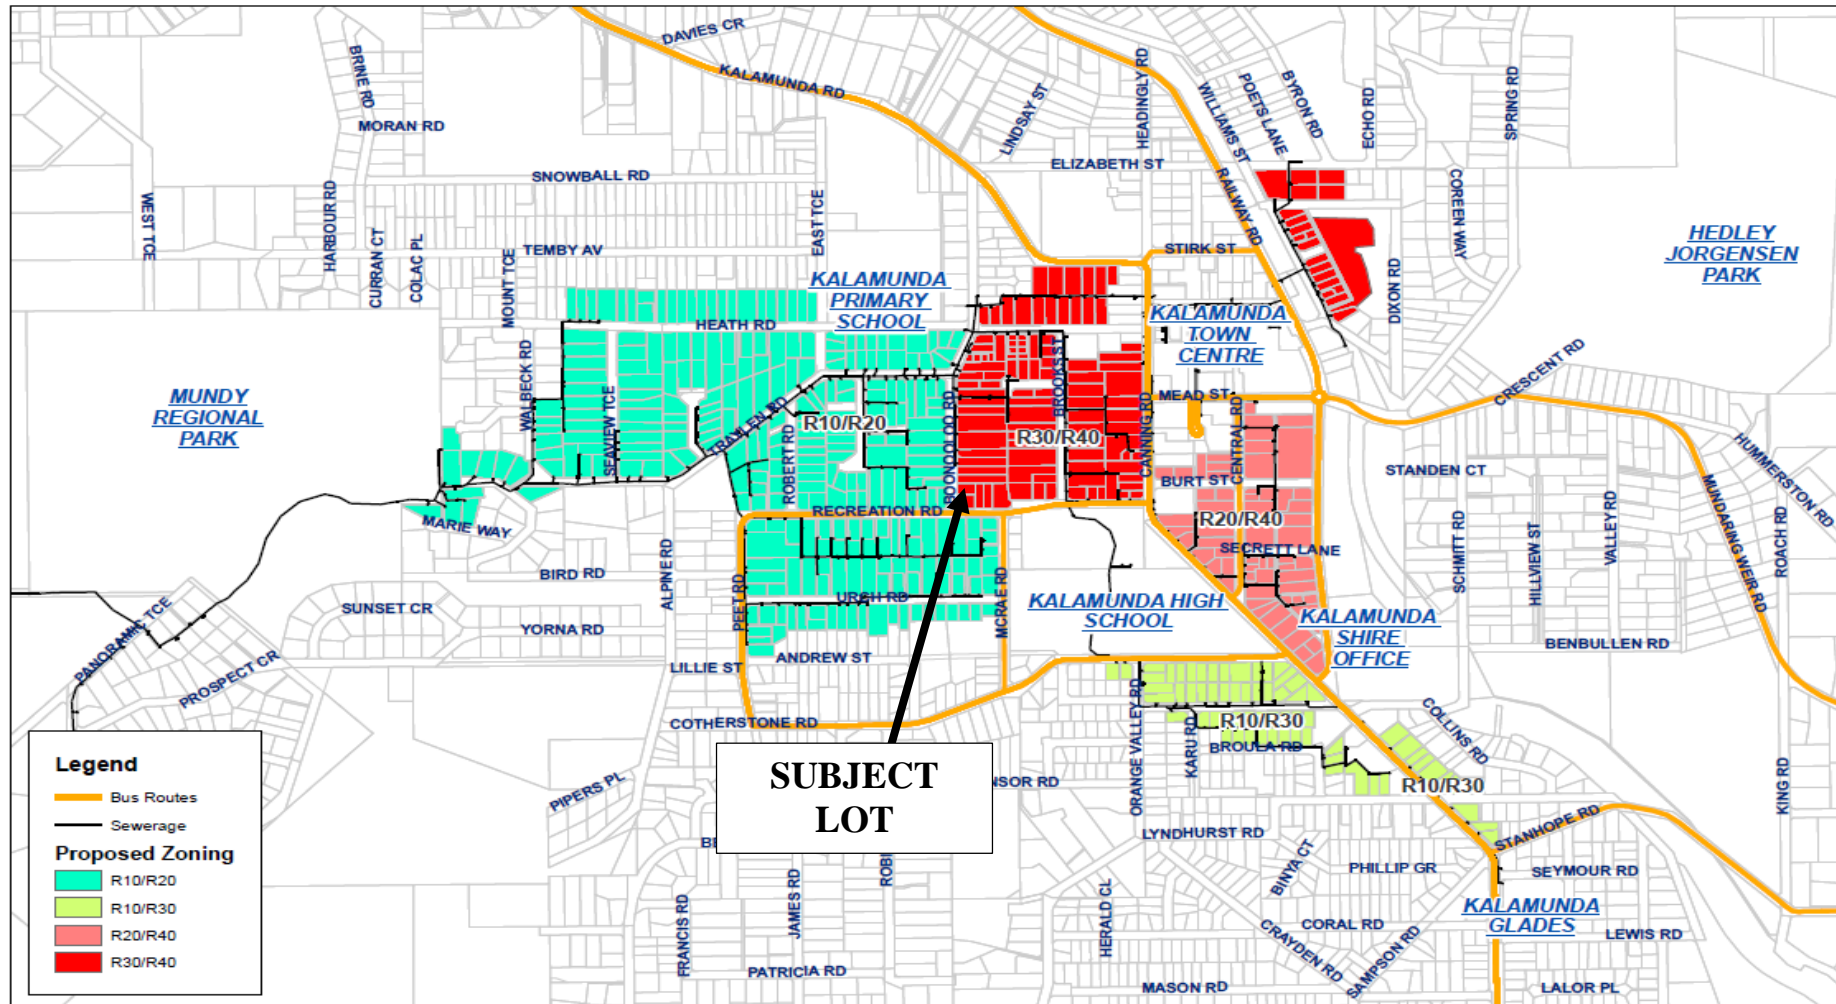 DAVIES CR
KALAMUNDA RD
BRINE RD
MORAN RD
SNOWBALL RD
WEST TCE
HARBOUR RD
CURRAN CT
COLAC PL
TEMBY AV
MOUNT TCE
EAST TCE
LINDSAY ST
HEADINGLY RD
ELIZABETH ST
WILLIAMS ST
POETS LANE
BYRON RD
RAILWAY RD
ECHO RD
SPRING RD
COREEN WAY
STIRK ST
DIXON RD
HEDLEY
JORGENSEN
PARK
KALAMUNDA
PRIMARY
SCHOOL
HEATH RD
KALAMUNDA
TOWN
CENTRE
MUNDY
REGIONAL
PARK
WALBECK RD
SEAVIEW TCE
TRAYLEN RD
ROBERT RD
R10/R20
BOONOOLOO RD
BROOKS ST
R30/R40
CANNING RD
MEAD ST
CENTRAL RD
BURT ST
CRESCENT RD
HUMMERSTON RD
STANDEN CT
MUNDARING WEIR RD
MARIE WAY
RECREATION RD
R20/R40
SECRETT LANE
SCHMITT RD
HILLVIEW ST
VALLEY RD
ROACH RD
BIRD RD
ALPINE RD
PEET RD
URCH RD
MCRAE RD
PANORAMIC TCE
SUNSET CR
YORNA RD
PROSPECT CR
KALAMUNDA HIGH
SCHOOL
KALAMUNDA
SHIRE
OFFICE
BENBULLEN RD
LILLIE ST
ANDREW ST
COTHERSTONE RD
ORANGE VALLEY RD
KARU RD
R10/R30
BROULA RD
COLLINS RD
R10/R30
KING RD
PIPERS PL
SUBJECT
LOT
NSOR RD
LYNDHURST RD
STANHOPE RD
BINYA CT
PHILLIP GR
SEYMOUR RD
FRANCIS RD
JAMES RD
HERALD CL
CORAL RD
KALAMUNDA
GLADES
LEWIS RD
CRAYDEN RD
SAMPSON RD
PATRICIA RD
MASON RD
LALOR PL
Legend
Bus Routes
Sewerage
Proposed Zoning
R10/R20
R10/R30
R20/R40
R30/R40